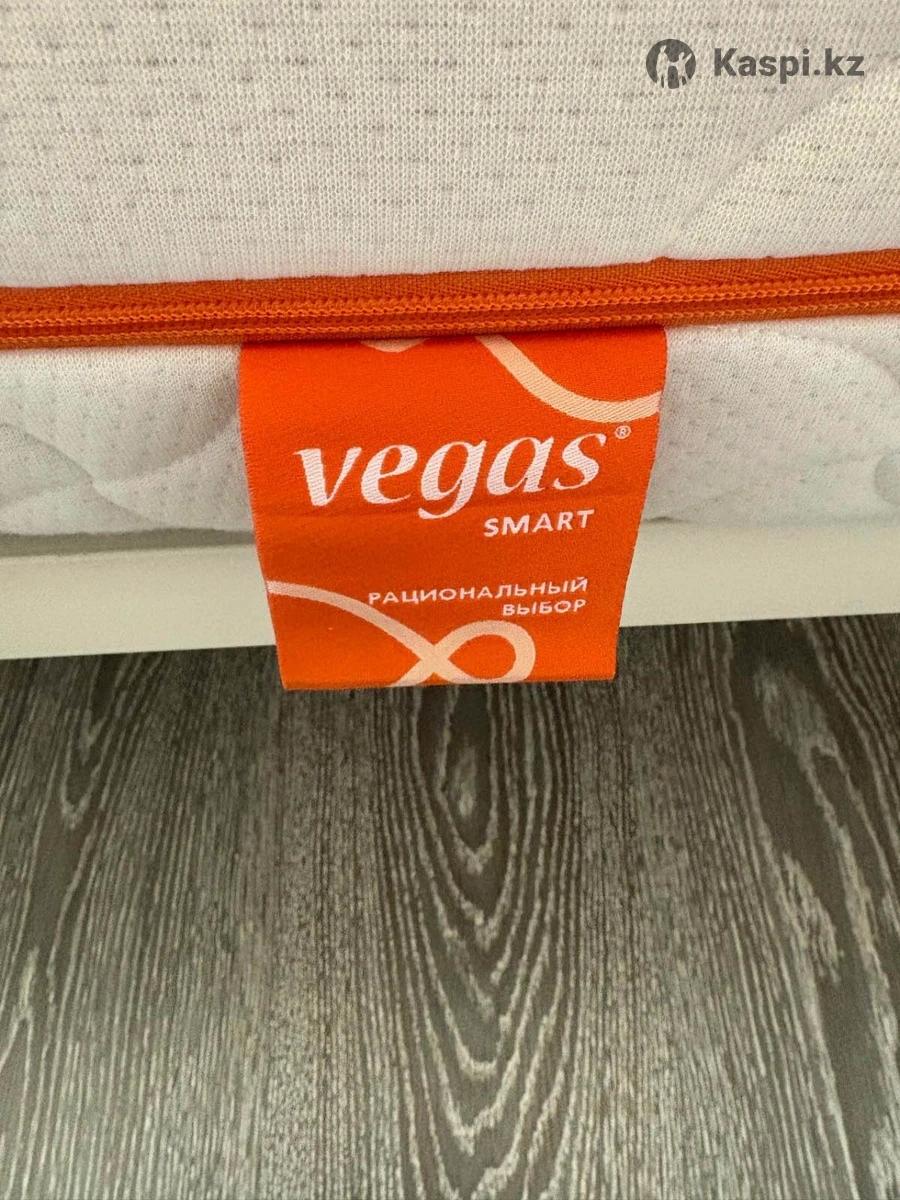 Kaspi.kz
vegas®
SMART
РАЦИОНАЛЬНЫЙ
ВЫБОР